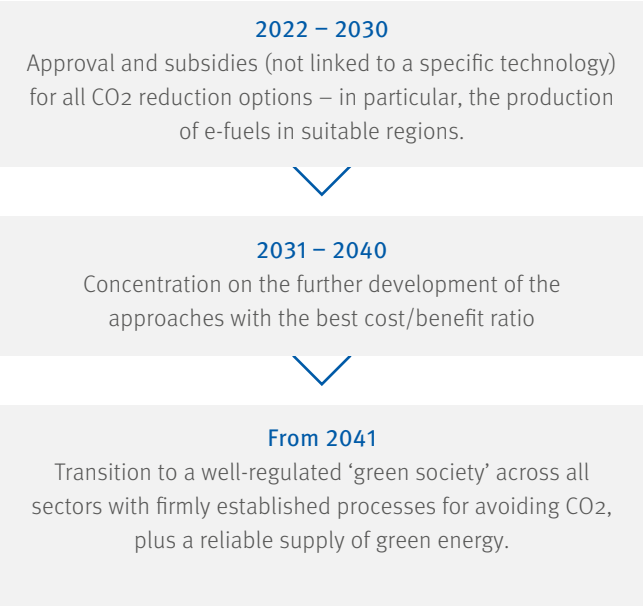 2022 – 2030
Approval and subsidies (not linked to a specific technology)
for all CO2 reduction options – in particular, the production
of e-fuels in suitable regions.
2031 – 2040
Concentration on the further development of the
approaches with the best cost/benefit ratio
From 2041
Transition to a well-regulated ‘green society’ across all
sectors with firmly established processes for avoiding CO2,
plus a reliable supply of green energy.